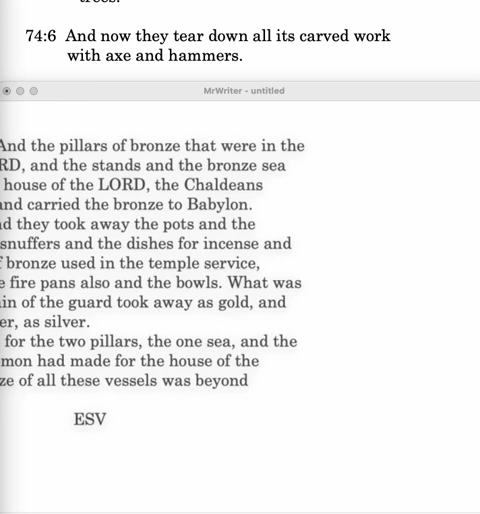 trees.
74:6 And now they tear down all its carved work
with axe and hammers.
MrWriter - untitled
And the pillars of bronze that were in the
RD, and the stands and the bronze sea
house of the LORD, the Chaldeans
and carried the bronze to Babylon.
d they took away the pots and the
snuffers and the dishes for incense and
f bronze used in the temple service,
e fire pans also and the bowls. What was
in of the guard took away as gold, and
er, as silver.
for the two pillars, the one sea, and the
mon had made for the house of the
ze of all these vessels was beyond
ESV